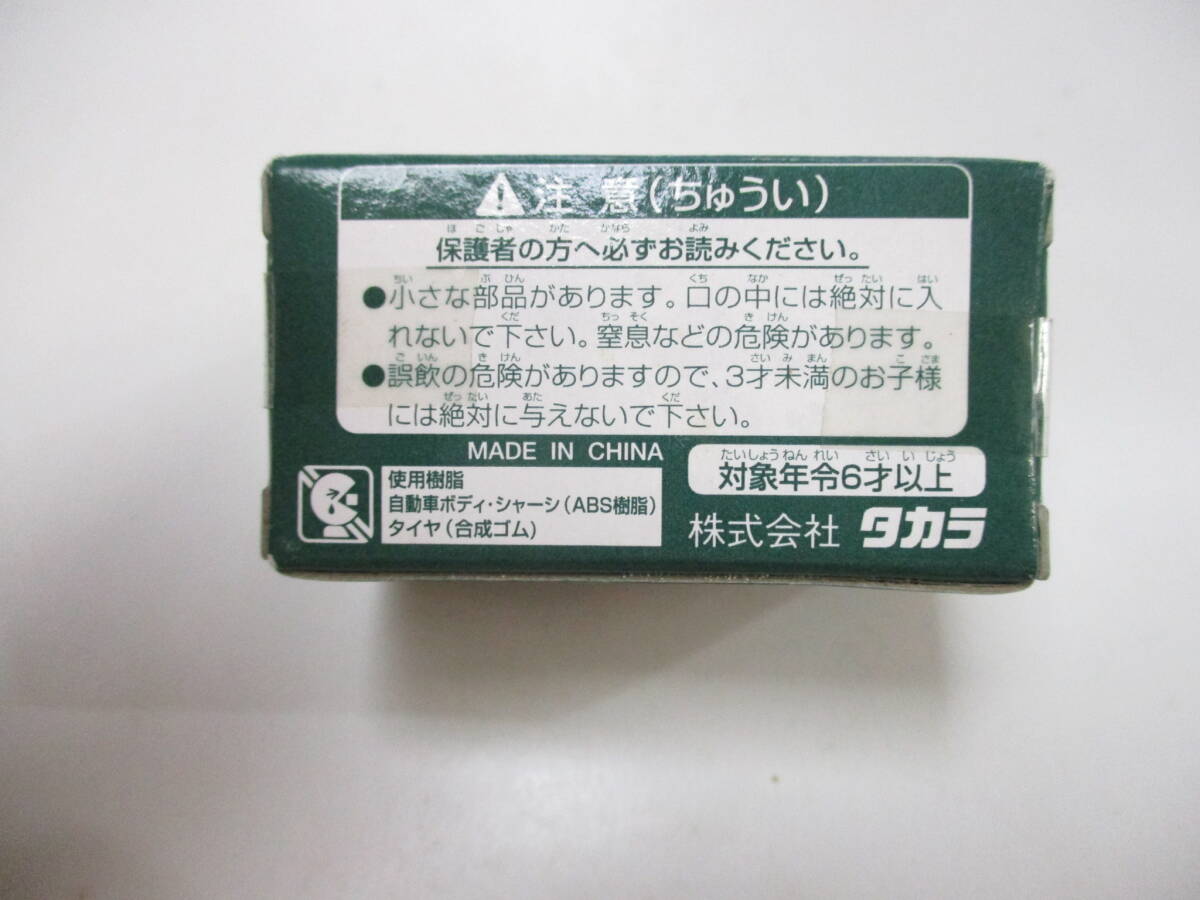 注意(ちゅうい)
保護者の方へ必ずお読みください。
●小さな部品があります。口の中には絶対に入
れないで下さい。窒息などの危険があります。
●誤飲の危険がありますので、3才未満のお子様
には絶対に与えないで下さい。
MADE IN CHINA
対象年令6才以上
使用樹脂
自動車ボディ・シャーシ(ABS樹脂)
タイヤ(合成ゴム)
株式会社 タカラ